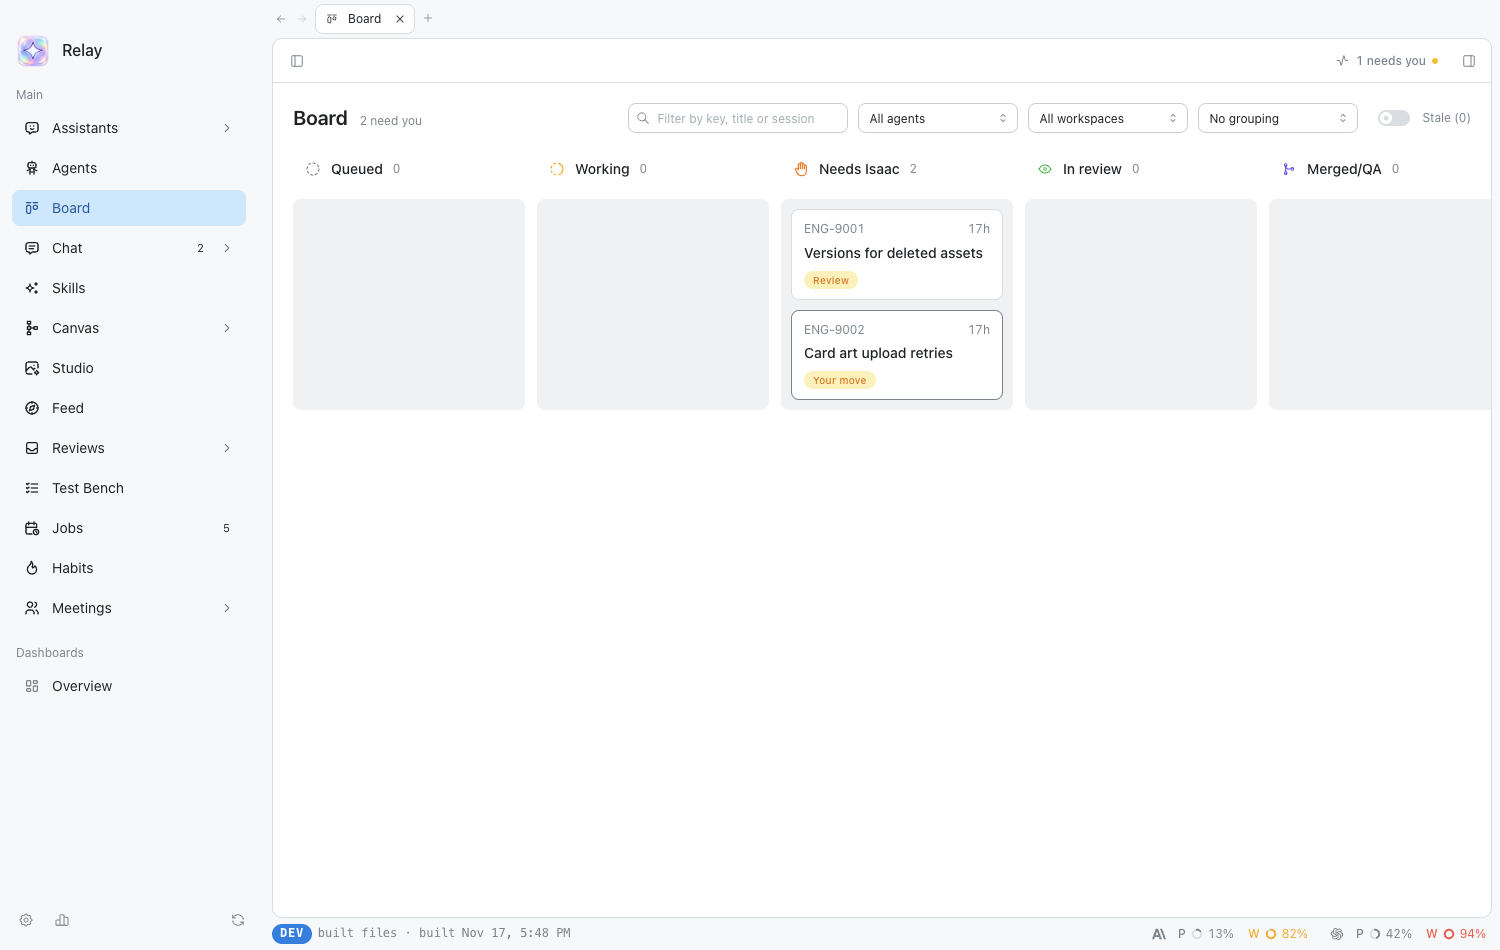 Board
Relay
1 needs you
Main
Assistants
Agents
Board
Chat 2
Skills
Canvas
Studio
Feed
Reviews
Test Bench
Jobs 5
Habits
Meetings
Dashboards
Overview
Board 2 need you
Filter by key, title or session
All agents
All workspaces
No grouping
Stale (0)
Queued 0
Working 0
Needs Isaac 2
In review 0
Merged/QA 0
ENG-9001 17h
Versions for deleted assets
Review
ENG-9002 17h
Card art upload retries
Your move
DEV built files · built Nov 17, 5:48 PM
P 13% W 82% P 42% W 94%